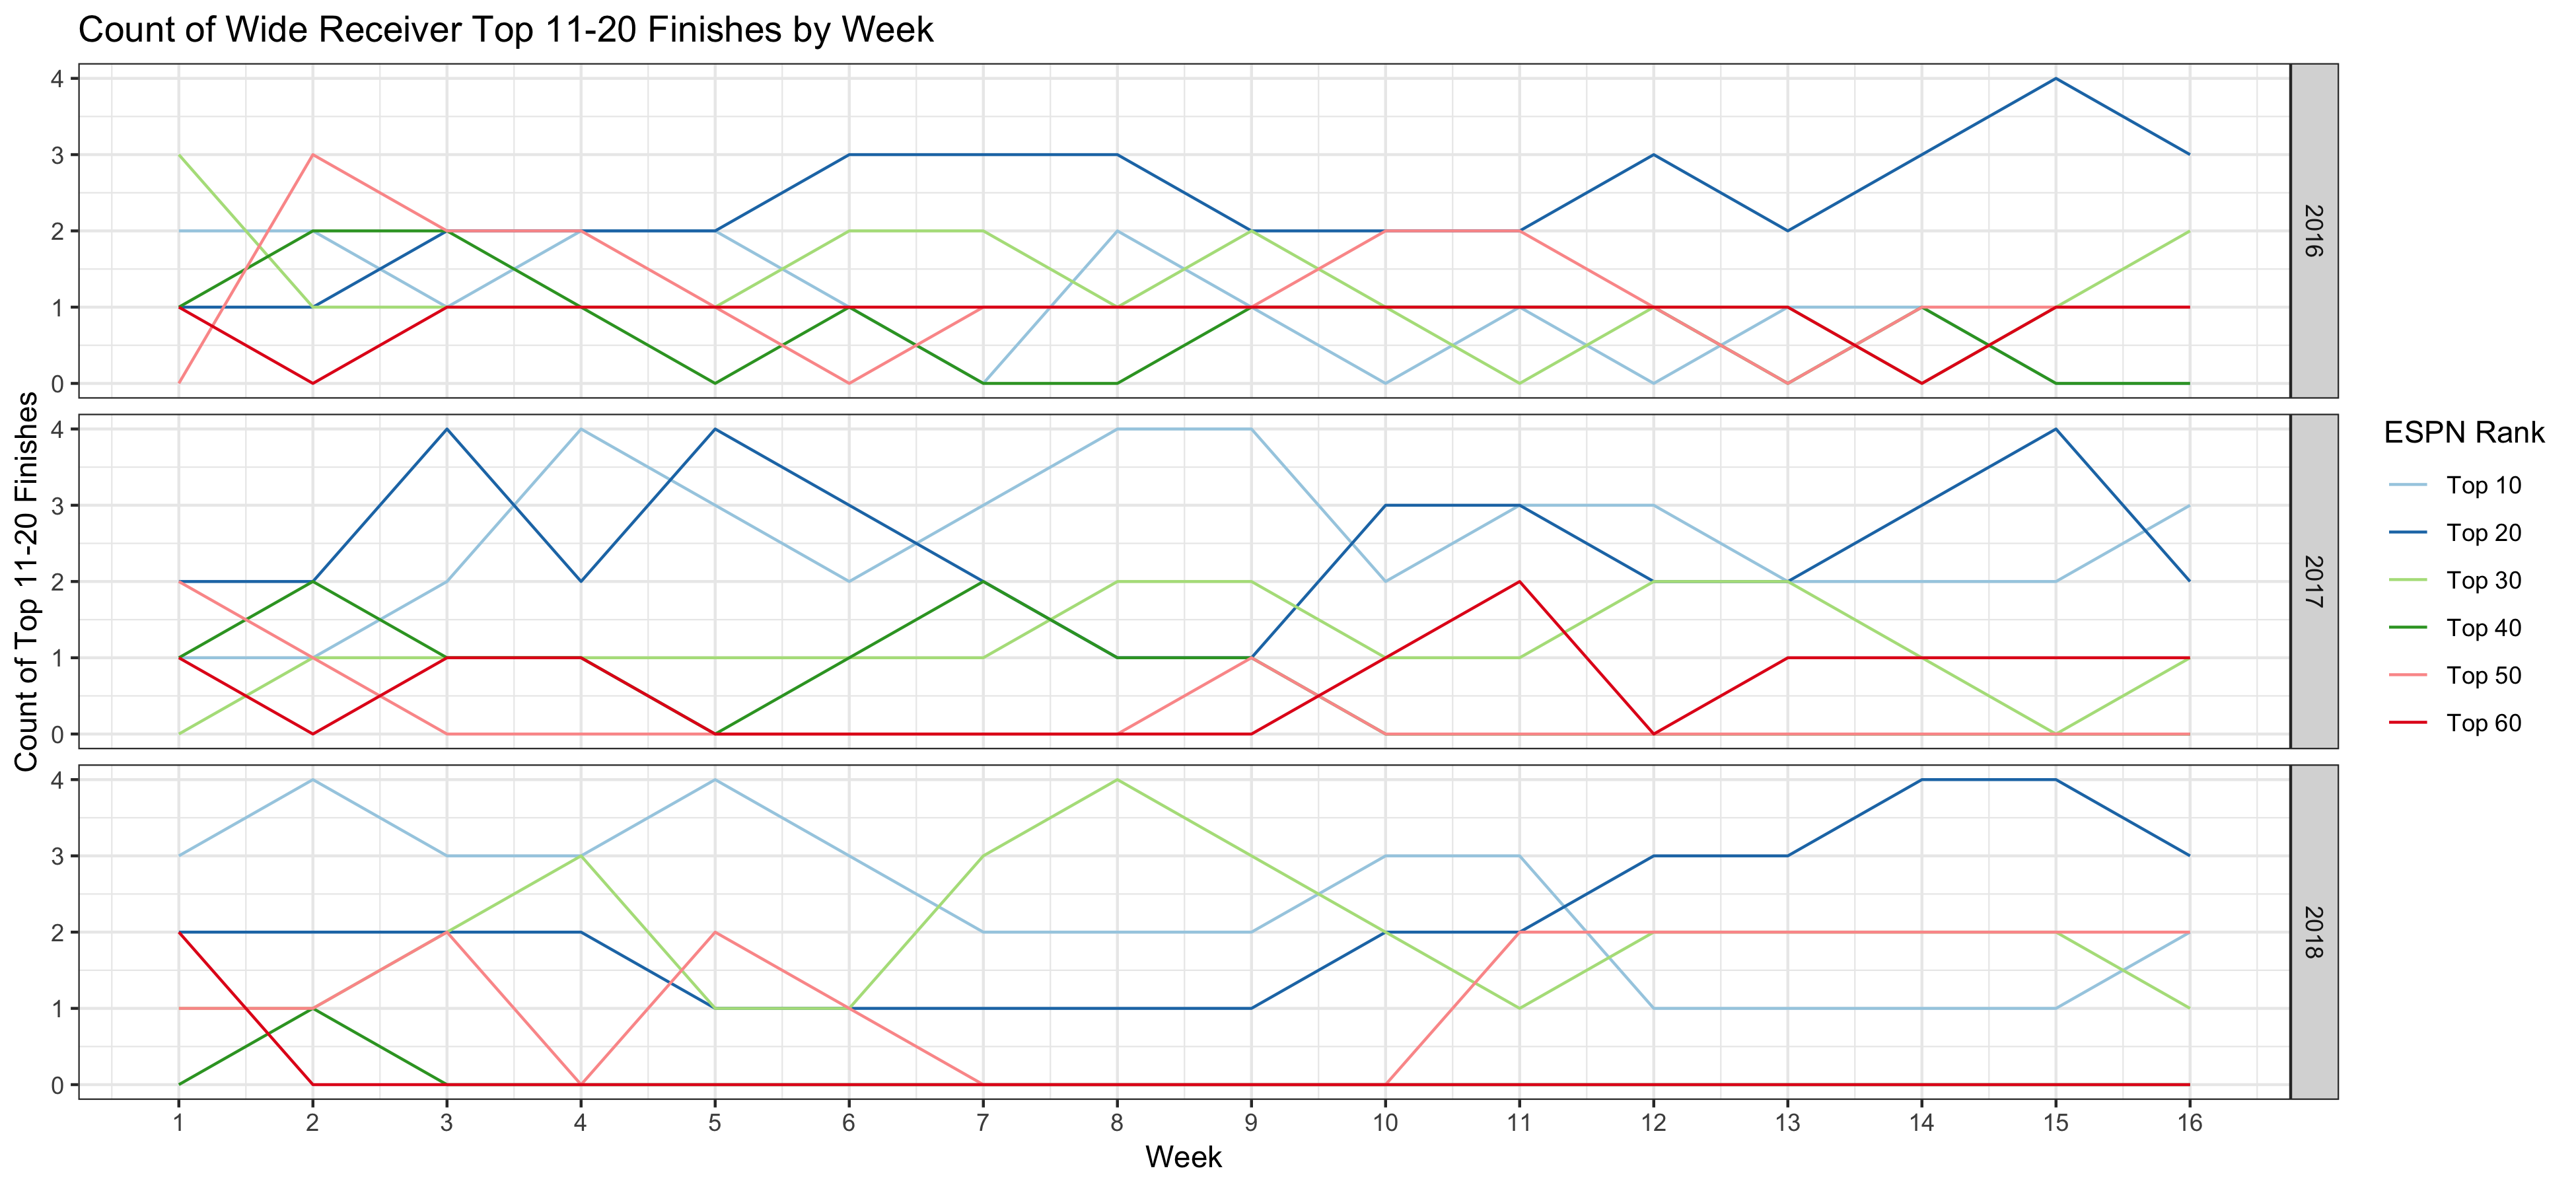 Count of Wide Receiver Top 11-20 Finishes by Week
4
3
2
1
0
2016
4
3
2
1
0
2017
4
3
2
1
0
2018
Count of Top 11-20 Finishes
1 2 3 4 5 6 7 8 9 10 11 12 13 14 15 16
Week
ESPN Rank
Top 10
Top 20
Top 30
Top 40
Top 50
Top 60